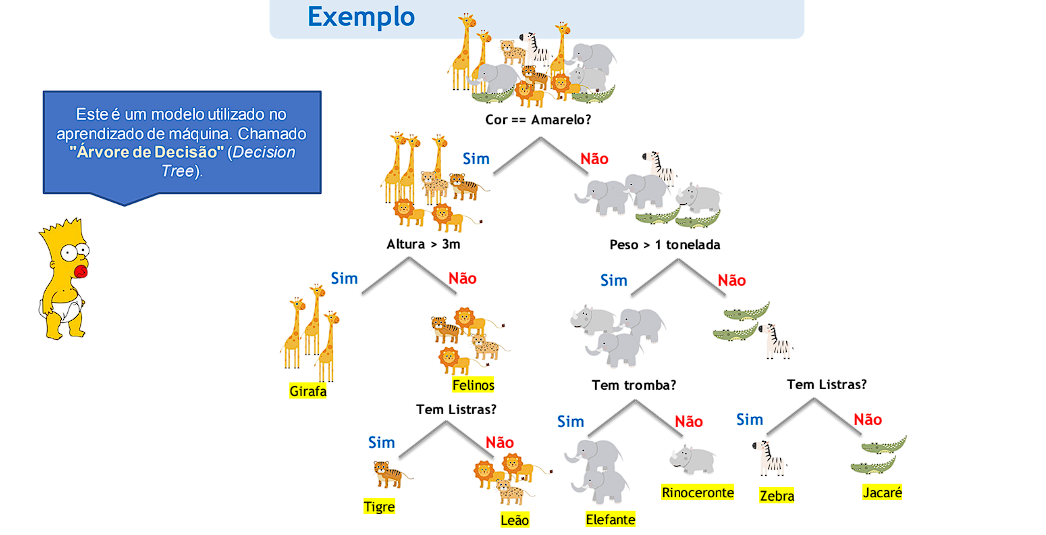 Exemplo
Este é um modelo utilizado no
aprendizado de máquina. Chamado
"Árvore de Decisão" (Decision
Tree).
Cor == Amarelo?
Sim
Não
Altura > 3m
Peso > 1 tonelada
Sim
Não
Sim
Não
Girafa
Felinos
Tem tromba?
Tem Listras?
Tem Listras?
Sim
Não
Sim
Não
Sim
Não
Tigre
Leão
Elefante
Rinoceronte
Zebra
Jacaré